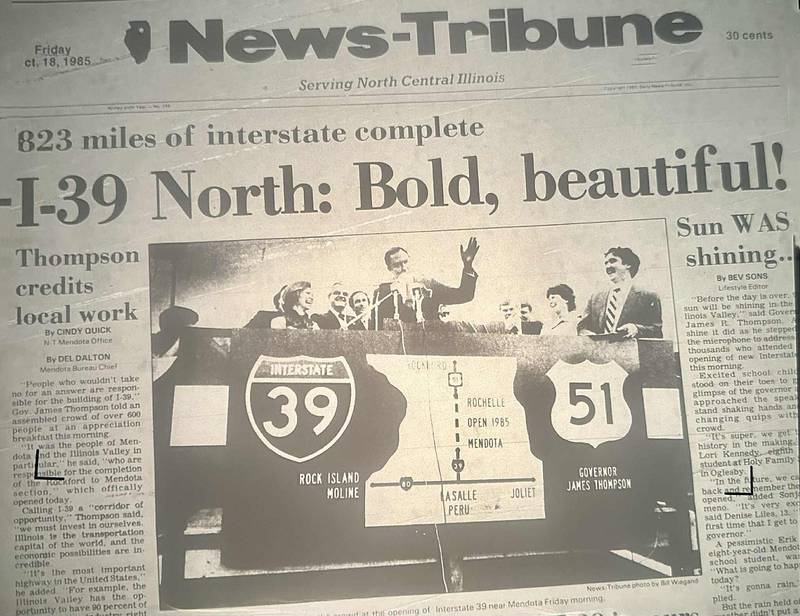 Friday
ct. 18, 1985
News-Tribune
30 cents
Serving North Central Illinois
823 miles of interstate complete
I-39 North: Bold, beautiful!
Thompson
credits
local work
By CINDY QUICK
N-T Mendota Office
By DEL DALTON
Mendota Bureau Chief
"People who wouldn't take
no for an answer are respon-
sible for the building of I-39,"
Gov. James Thompson told an
assembled crowd of over 600
people at an appreciation
breakfast this morning.
"It was the people of Men-
dota and the Illinois Valley in
particular," he said, "who are
responsible for the completion
of the Rockford to Mendota
section," which offically
opened today.
Calling I-39 a "corridor of
opportunity," Thompson said,
"we must invest in ourselves.
Illinois is the transportation
capital of the world, and the
economic possibilities are in-
credible.
"It's the most important
highway in the United States,"
he added. "For example, the
Illinois Valley has the op-
portunity to have 90 percent of
INTERSTATE
39
ROCK ISLAND
MOLINE
ROCKFORD
ROCHELLE
OPEN 1985
MENDOTA
39
80
LASALLE
PERU
JOLIET
51
GOVERNOR
JAMES THOMPSON
News-Tribune photo by Bill Wiegand
crowd at the opening of Interstate 39 near Mendota Friday morning.
Sun WAS
shining...
By BEV SONS
Lifestyle Editor
"Before the day is over,
sun will be shining in the
linois Valley," said Gover
James R. Thompson.
shine it did as he stepped
the microphone to address
thousands who attended
opening of new Interstate
this morning.
Excited school chil
stood on their toes to g
glimpse of the governor
approached the speak
stand shaking hands an
changing quips with
crowd.
"It's super, we get
history in the making,
Lori Kennedy, eighth
student at Holy Family
in Oglesby.
"In the future, we ca
back and remember the
opened," added Sonj
meno. "It's very exc
said Denise Liles, 13.
first time that I get to
governor."
A pessimistic Erik
eight-year-old Mendot
school student, wa
"What is going to hap
today?
"It's gonna rain,
plied.
But the rain held o